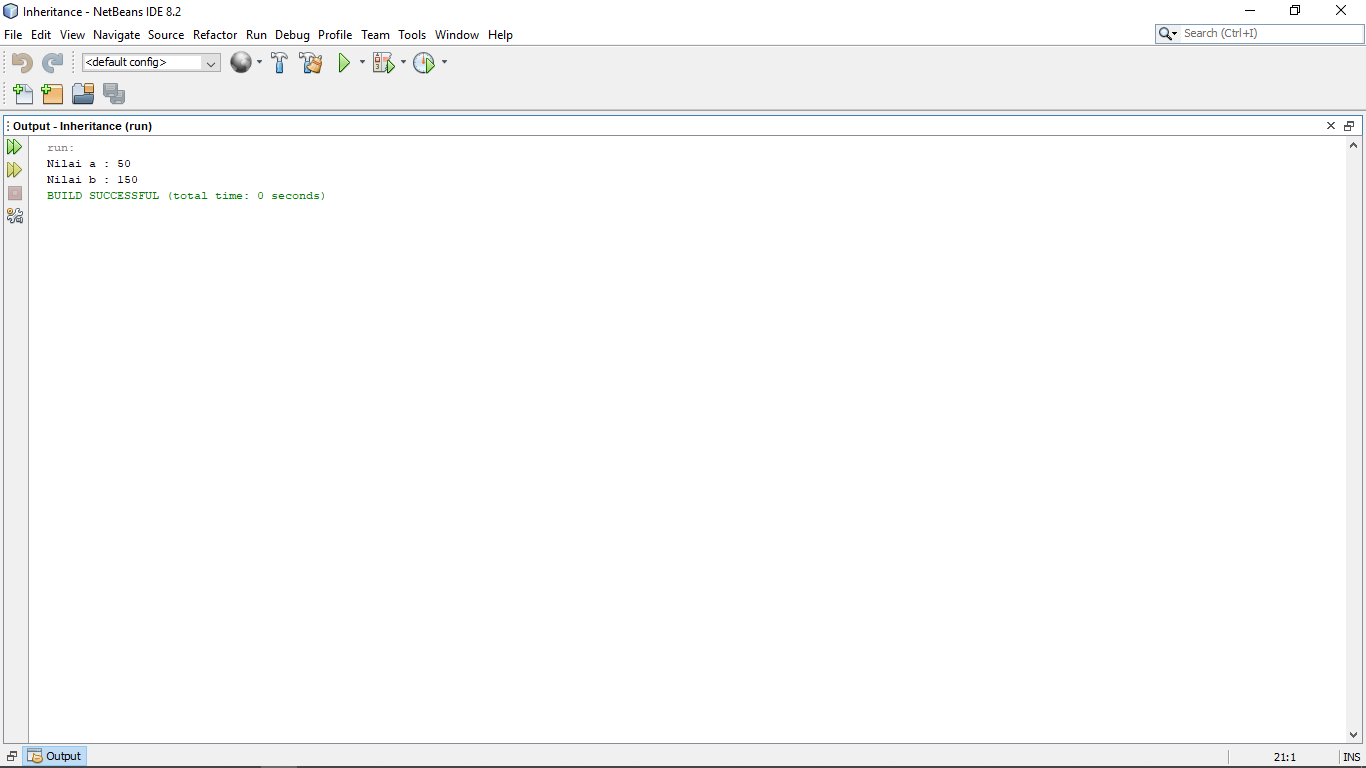 Inheritance - NetBeans IDE 8.2
File Edit View Navigate Source Refactor Run Debug Profile Team Tools Window Help
Search (Ctrl+I)
<default config>
Output - Inheritance (run)
run:
Nilai a : 50
Nilai b : 150
BUILD SUCCESSFUL (total time: 0 seconds)
Output
21:1
INS